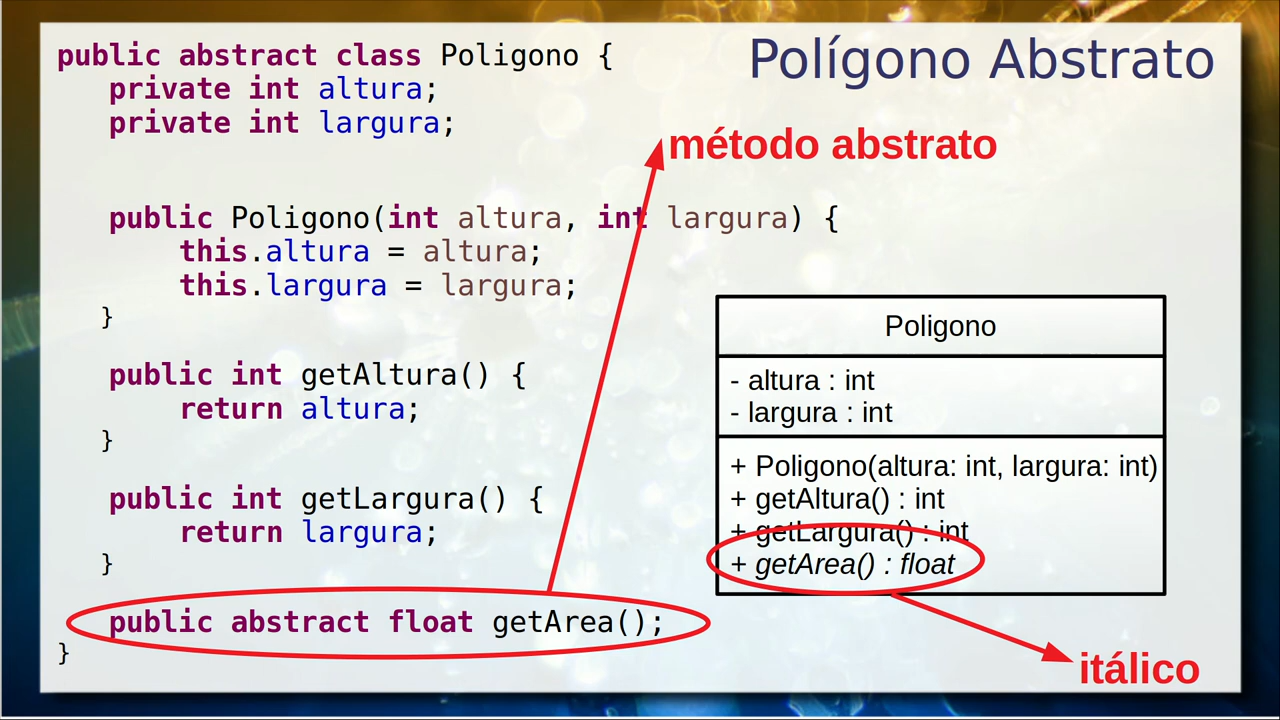 Polígono Abstrato
public abstract class Poligono {
private int altura;
private int largura;
método abstrato
public Poligono(int altura, int largura) {
this.altura = altura;
this.largura = largura;
}
public int getAltura() {
return altura;
}
public int getLargura() {
return largura;
}
public abstract float getArea();
}
Poligono
- altura : int
- largura : int
+ Poligono(altura: int, largura: int)
+ getAltura() : int
+ getLargura() : int
+ getArea() : float
itálico